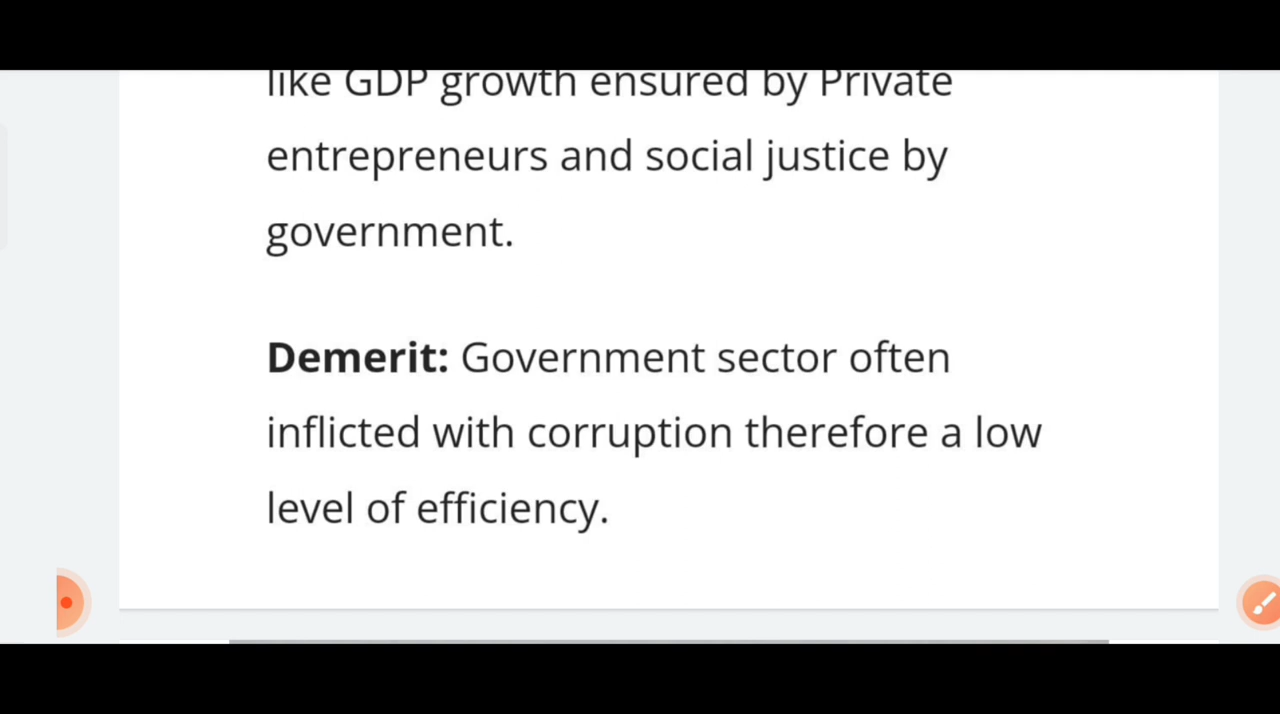 like GDP growth ensured by Private
entrepreneurs and social justice by
government.
Demerit: Government sector often
inflicted with corruption therefore a low
level of efficiency.